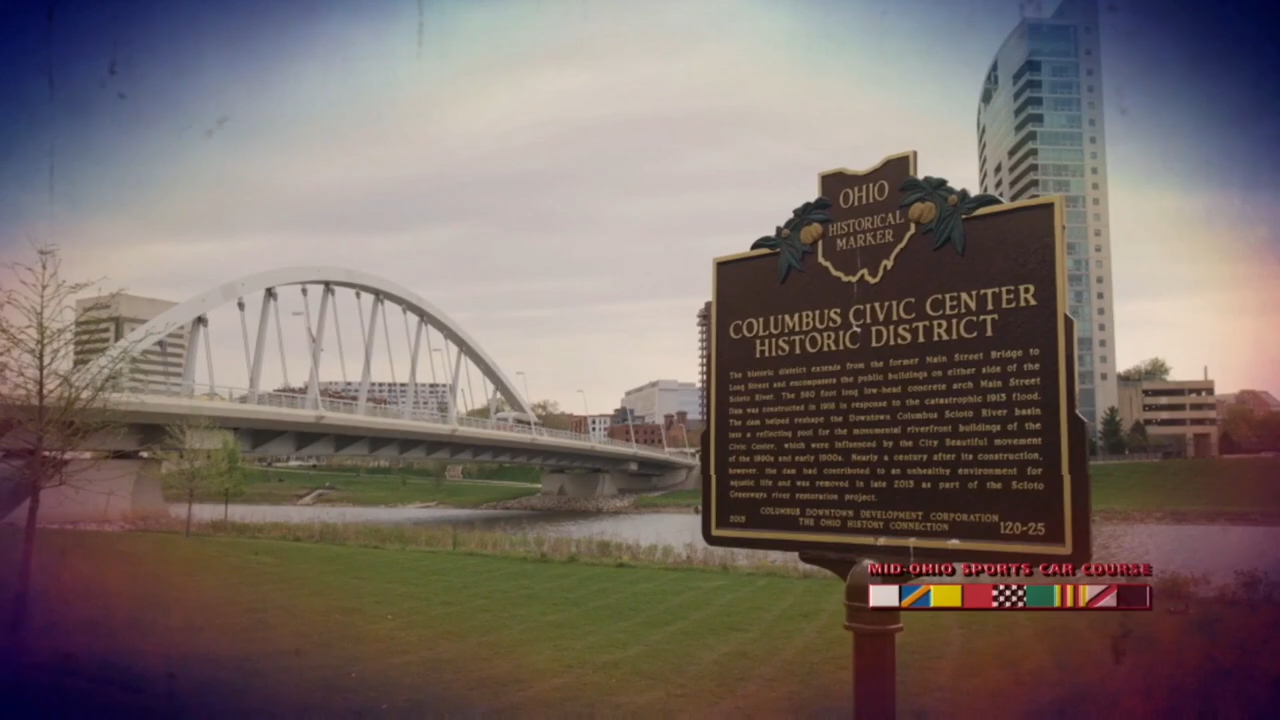 OHIO
HISTORICAL
MARKER
COLUMBUS CIVIC CENTER
HISTORIC DISTRICT
The historic district extends from the former Main Street Bridge to
Long Street and encompasses the public buildings on either side of the
Scioto River. The 560 foot long low-head concrete arch Main Street
Dam was constructed in 1918 in response to the catastrophic 1913 flood.
The dam helped reshape the Downtown Columbus Scioto River basin
into a reflecting pool for the monumental riverfront buildings of the
Civic Center, which were influenced by the City Beautiful movement
of the 1890s and early 1900s. Nearly a century after its construction,
however, the dam had contributed to an unhealthy environment for
aquatic life and was removed in late 2013 as part of the Scioto
Greenways river restoration project.
COLUMBUS DOWNTOWN DEVELOPMENT CORPORATION
2015 THE OHIO HISTORY CONNECTION 120-25
MID-OHIO SPORTS CAR COURSE